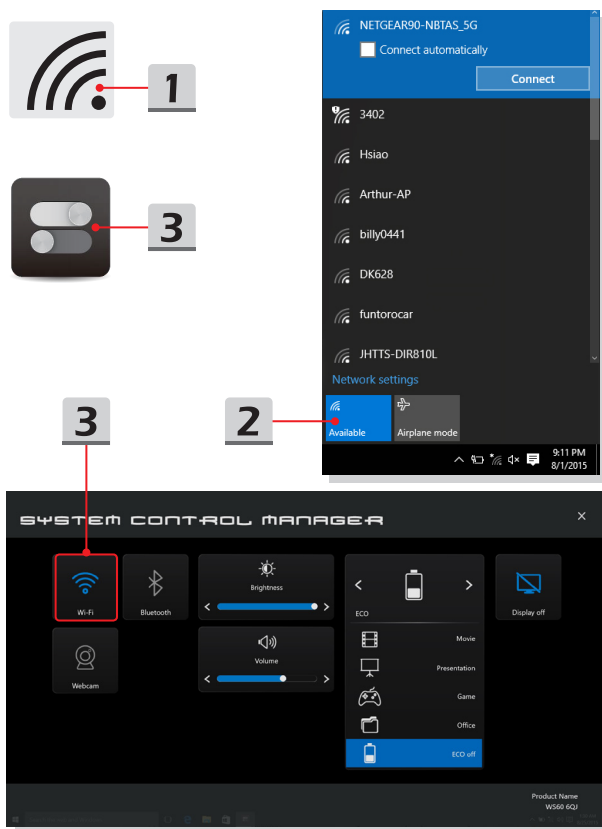 NETGEAR90-NBTAS_5G
Connect automatically
Connect
1
3402
Hsiao
Arthur-AP
3
billy0441
DK628
funtorocar
JHTTS-DIR810L
Network settings
3
2
Available
Airplane mode
9:11 PM
8/1/2015
SYSTEM CONTROL MANAGER
Wi-Fi
Bluetooth
Brightness
ECO
Display off
Movie
Webcam
Volume
Presentation
Game
Office
ECO off
Product Name
WS60 6QJ